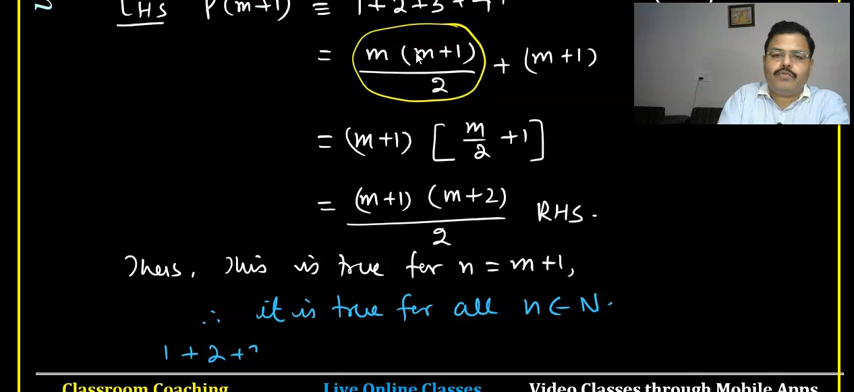 LHS P(m+1) ≡ 1+2+3+4
= m(m+1)/2 + (m+1)
= (m+1) [m/2 + 1]
= (m+1)(m+2)/2 RHS.
Thus, This is true for n = m+1,
∴ it is true for all n ∈ N.
1 + 2 +
Classroom Coaching Live Online Classes Video Classes through Mobile Apps